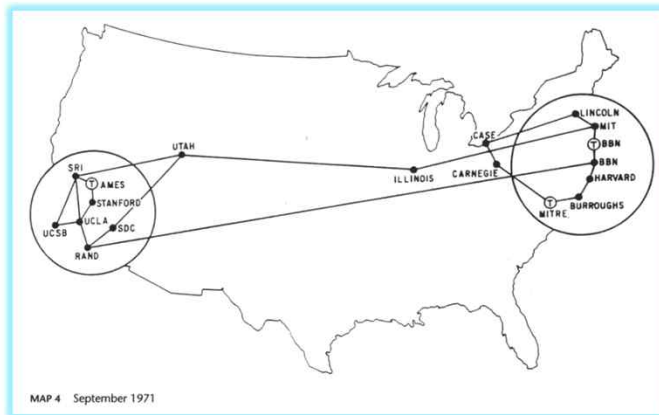 LINCOLN
CASE
MIT
UTAH
T BBN
SRI
BBN
T AMES
ILLINOIS
CARNEGIE
HARVARD
STANFORD
T
UCLA
SDC
MITRE
BURROUGHS
UCSB
RAND
MAP 4 September 1971